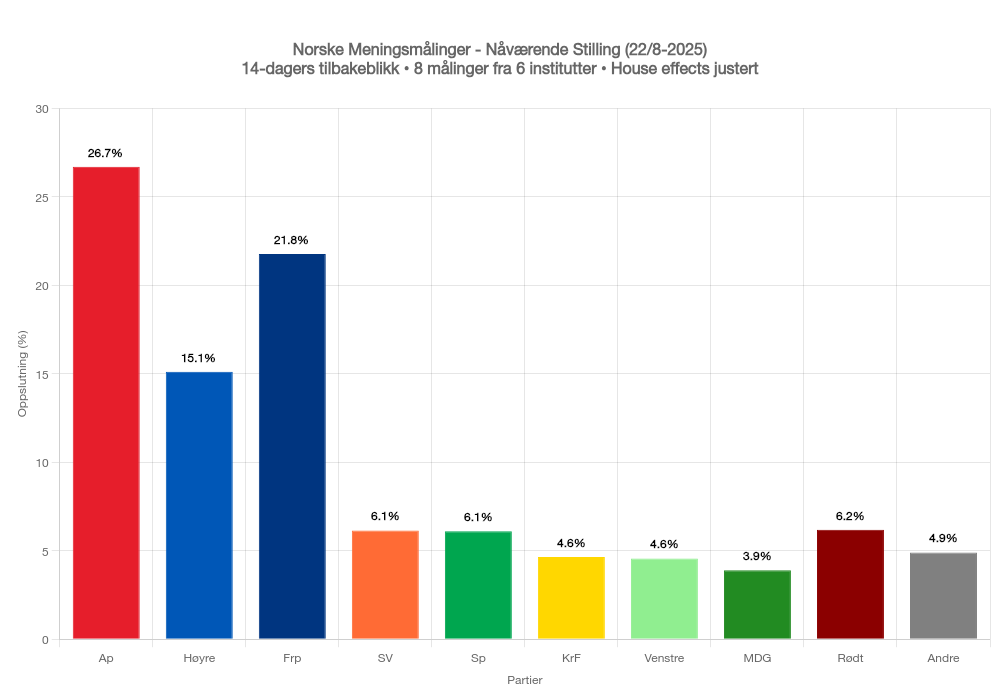 Norske Meningsmålinger - Nåværende Stilling (22/8-2025)
14-dagers tilbakeblikk • 8 målinger fra 6 institutter • House effects justert
30
25
20
15
10
5
0
Oppslutning (%)
26.7%
15.1%
21.8%
6.1%
6.1%
4.6%
4.6%
3.9%
6.2%
4.9%
Ap
Høyre
Frp
SV
Sp
KrF
Venstre
MDG
Rødt
Andre
Partier